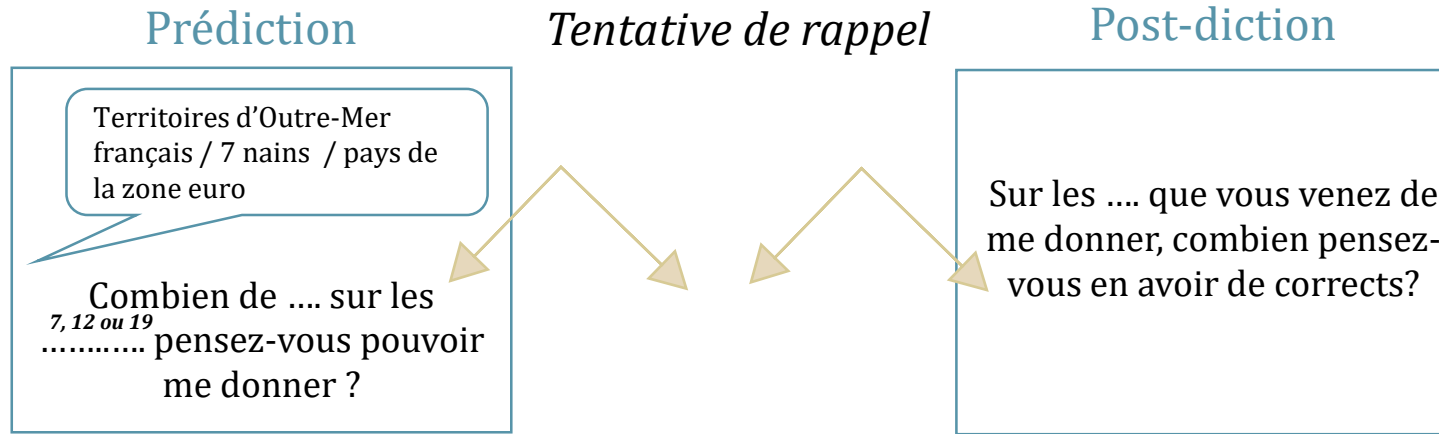 Prédiction
Tentative de rappel
Post-diction
Territoires d'Outre-Mer
français / 7 nains / pays de
la zone euro
Combien de .... sur les
7, 12 ou 19
........... pensez-vous pouvoir
me donner ?
Sur les .... que vous venez de
me donner, combien pensez-
vous en avoir de corrects?